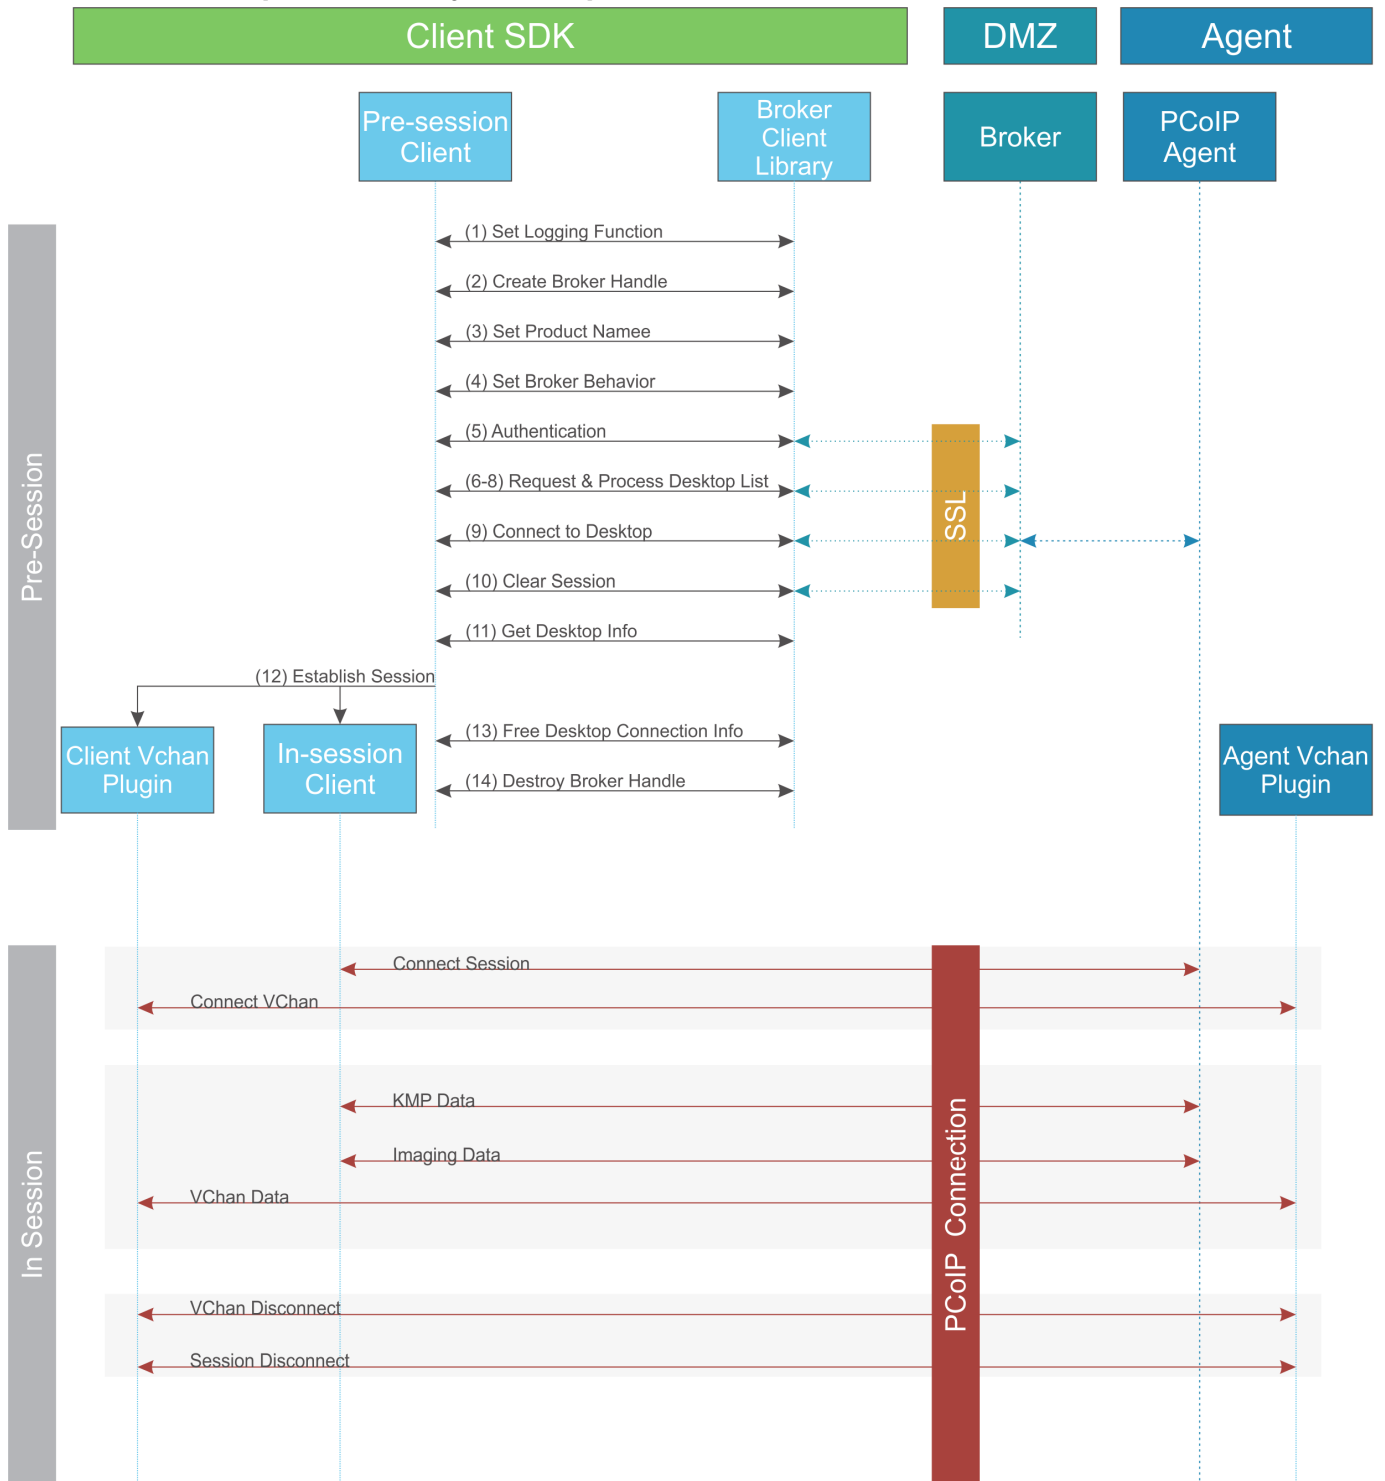 Client SDK
DMZ
Agent
Pre-session
Client
Broker
Client
Library
Broker
PCoIP
Agent
Pre-Session
(1) Set Logging Function
(2) Create Broker Handle
(3) Set Product Namee
(4) Set Broker Behavior
(5) Authentication
(6-8) Request & Process Desktop List
(9) Connect to Desktop
(10) Clear Session
(11) Get Desktop Info
SSL
(12) Establish Session
Client Vchan
Plugin
In-session
Client
(13) Free Desktop Connection Info
(14) Destroy Broker Handle
Agent Vchan
Plugin
In Session
Connect Session
Connect VChan
KMP Data
Imaging Data
VChan Data
VChan Disconnect
Session Disconnect
PCoIP Connection